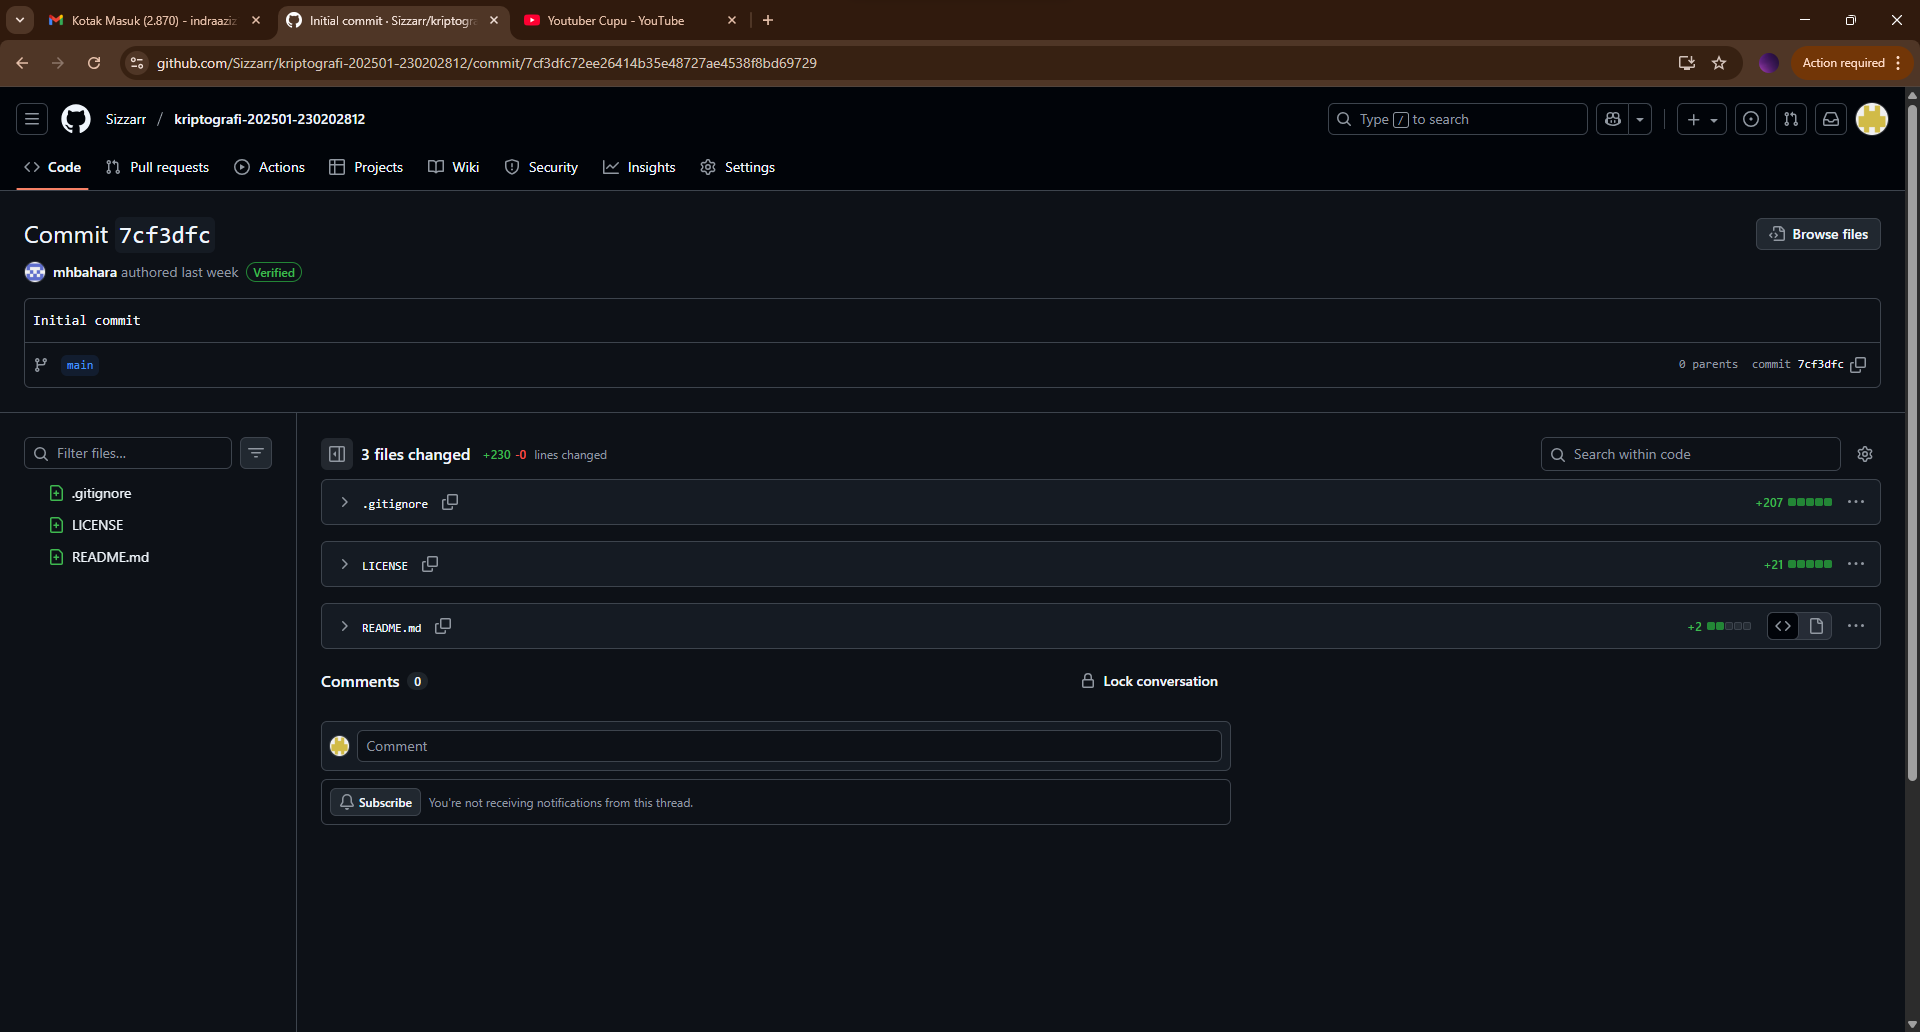 Kotak Masuk (2.870) - indraaziz
Initial commit · Sizzarr/kriptogra
Youtuber Cupu - YouTube
github.com/Sizzarr/kriptografi-202501-230202812/commit/7cf3dfc72ee26414b35e48727ae4538f8bd69729
Action required
Sizzarr / kriptografi-202501-230202812
Type / to search
Code Pull requests Actions Projects Wiki Security Insights Settings
Commit 7cf3dfc
Browse files
mhbahara authored last week Verified
Initial commit
main
0 parents commit 7cf3dfc
Filter files...
.gitignore
LICENSE
README.md
3 files changed +230 -0 lines changed
Search within code
.gitignore +207
LICENSE +21
README.md +2
Comments 0
Lock conversation
Comment
Subscribe You're not receiving notifications from this thread.